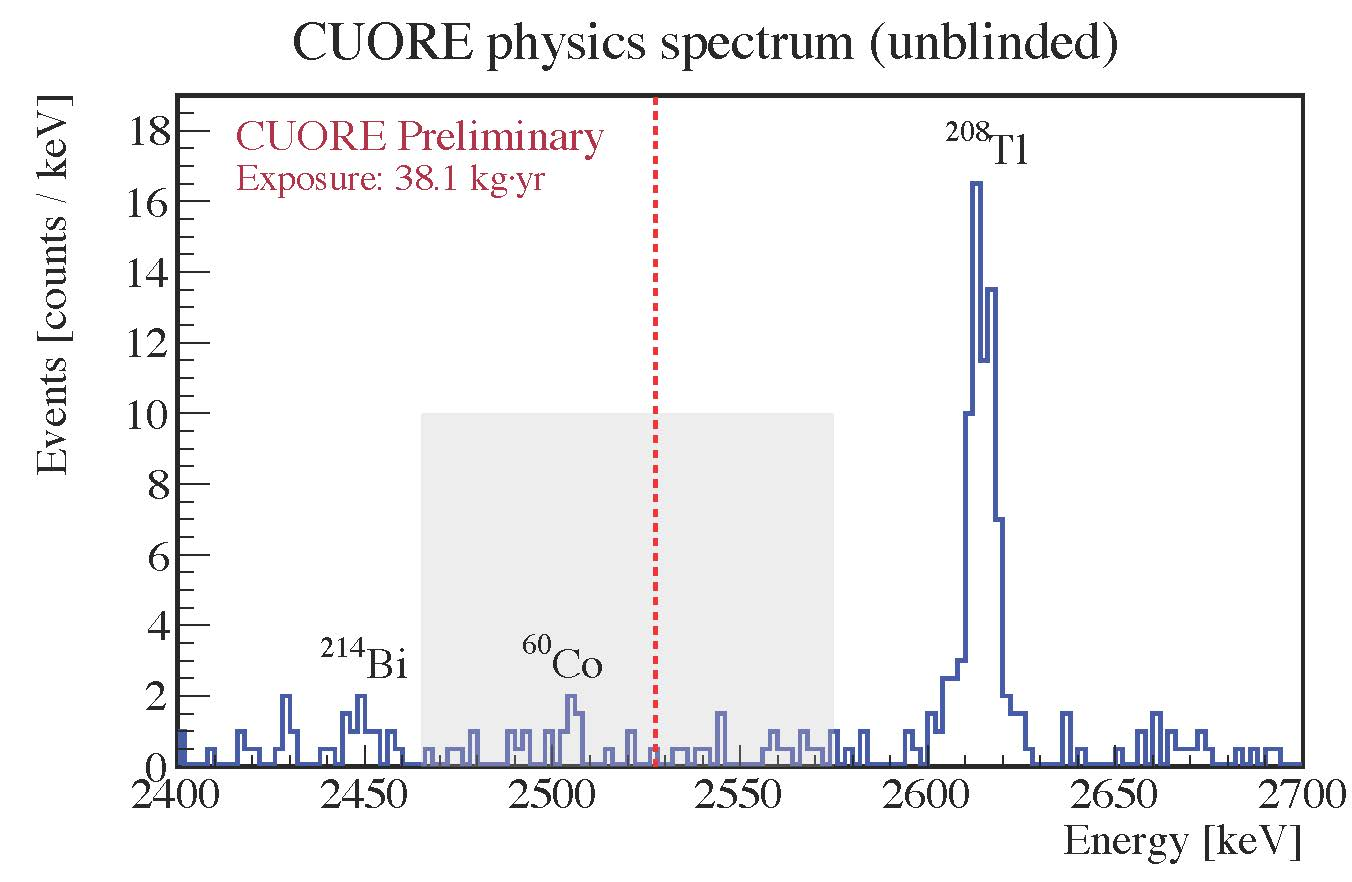 CUORE physics spectrum (unblinded)
Events [counts / keV]
CUORE Preliminary
Exposure: 38.1 kg·yr
²⁰⁸Tl
²¹⁴Bi
⁶⁰Co
18
16
14
12
10
8
6
4
2
0
2400 2450 2500 2550 2600 2650 2700
Energy [keV]